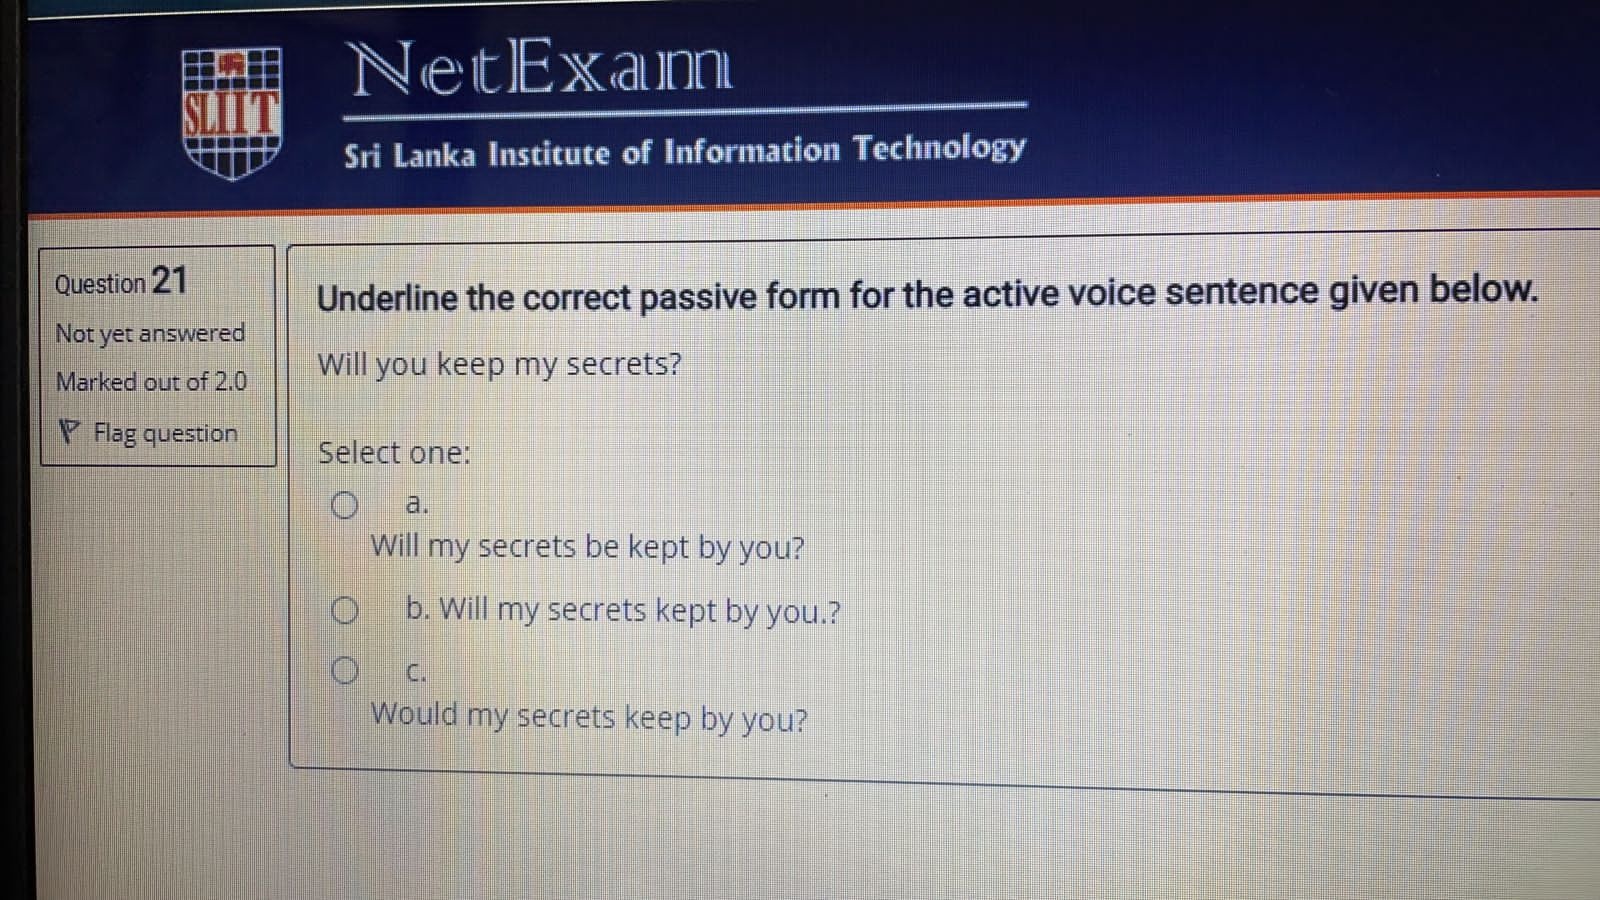 SLIIT
NetExam
Sri Lanka Institute of Information Technology
Question 21
Not yet answered
Marked out of 2.0
Flag question
Underline the correct passive form for the active voice sentence given below.
Will you keep my secrets?
Select one:
a.
Will my secrets be kept by you?
b. Will my secrets kept by you.?
c.
Would my secrets keep by you?